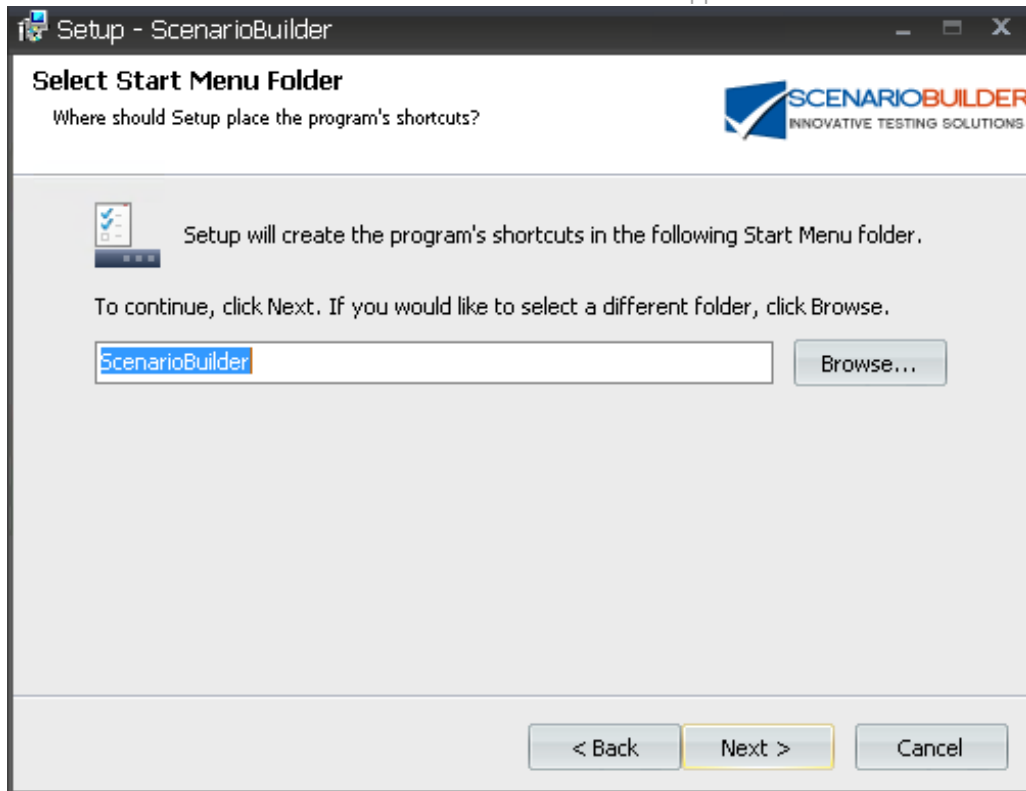 Setup - ScenarioBuilder
Select Start Menu Folder
Where should Setup place the program's shortcuts?
SCENARIOBUILDER
INNOVATIVE TESTING SOLUTIONS
Setup will create the program's shortcuts in the following Start Menu folder.
To continue, click Next. If you would like to select a different folder, click Browse.
ScenarioBuilder
Browse...
< Back
Next >
Cancel